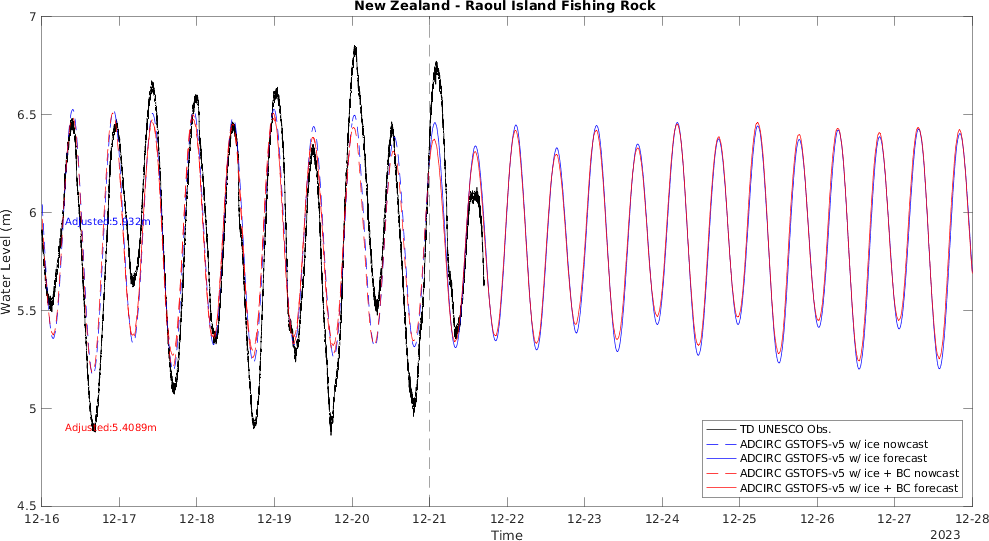 New Zealand - Raoul Island Fishing Rock
7
6.5
6
5.5
5
4.5
Water Level (m)
Adjusted:5.932m
Adjusted:5.4089m
TD UNESCO Obs.
ADCIRC GSTOFS-v5 w/ ice nowcast
ADCIRC GSTOFS-v5 w/ ice forecast
ADCIRC GSTOFS-v5 w/ ice + BC nowcast
ADCIRC GSTOFS-v5 w/ ice + BC forecast
12-16 12-17 12-18 12-19 12-20 12-21 12-22 12-23 12-24 12-25 12-26 12-27 12-28
Time
2023